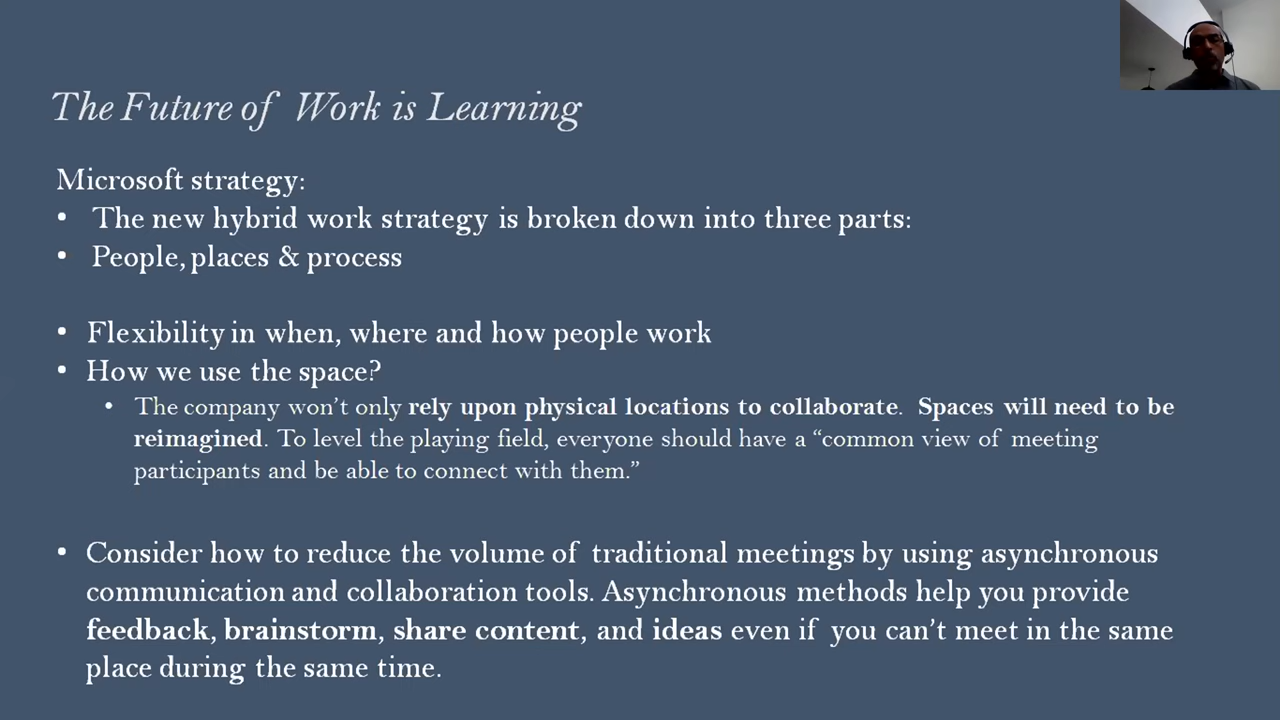 The Future of Work is Learning
Microsoft strategy:
• The new hybrid work strategy is broken down into three parts:
• People, places & process
• Flexibility in when, where and how people work
• How we use the space?
• The company won’t only rely upon physical locations to collaborate. Spaces will need to be
reimagined. To level the playing field, everyone should have a “common view of meeting
participants and be able to connect with them.”
• Consider how to reduce the volume of traditional meetings by using asynchronous
communication and collaboration tools. Asynchronous methods help you provide
feedback, brainstorm, share content, and ideas even if you can’t meet in the same
place during the same time.